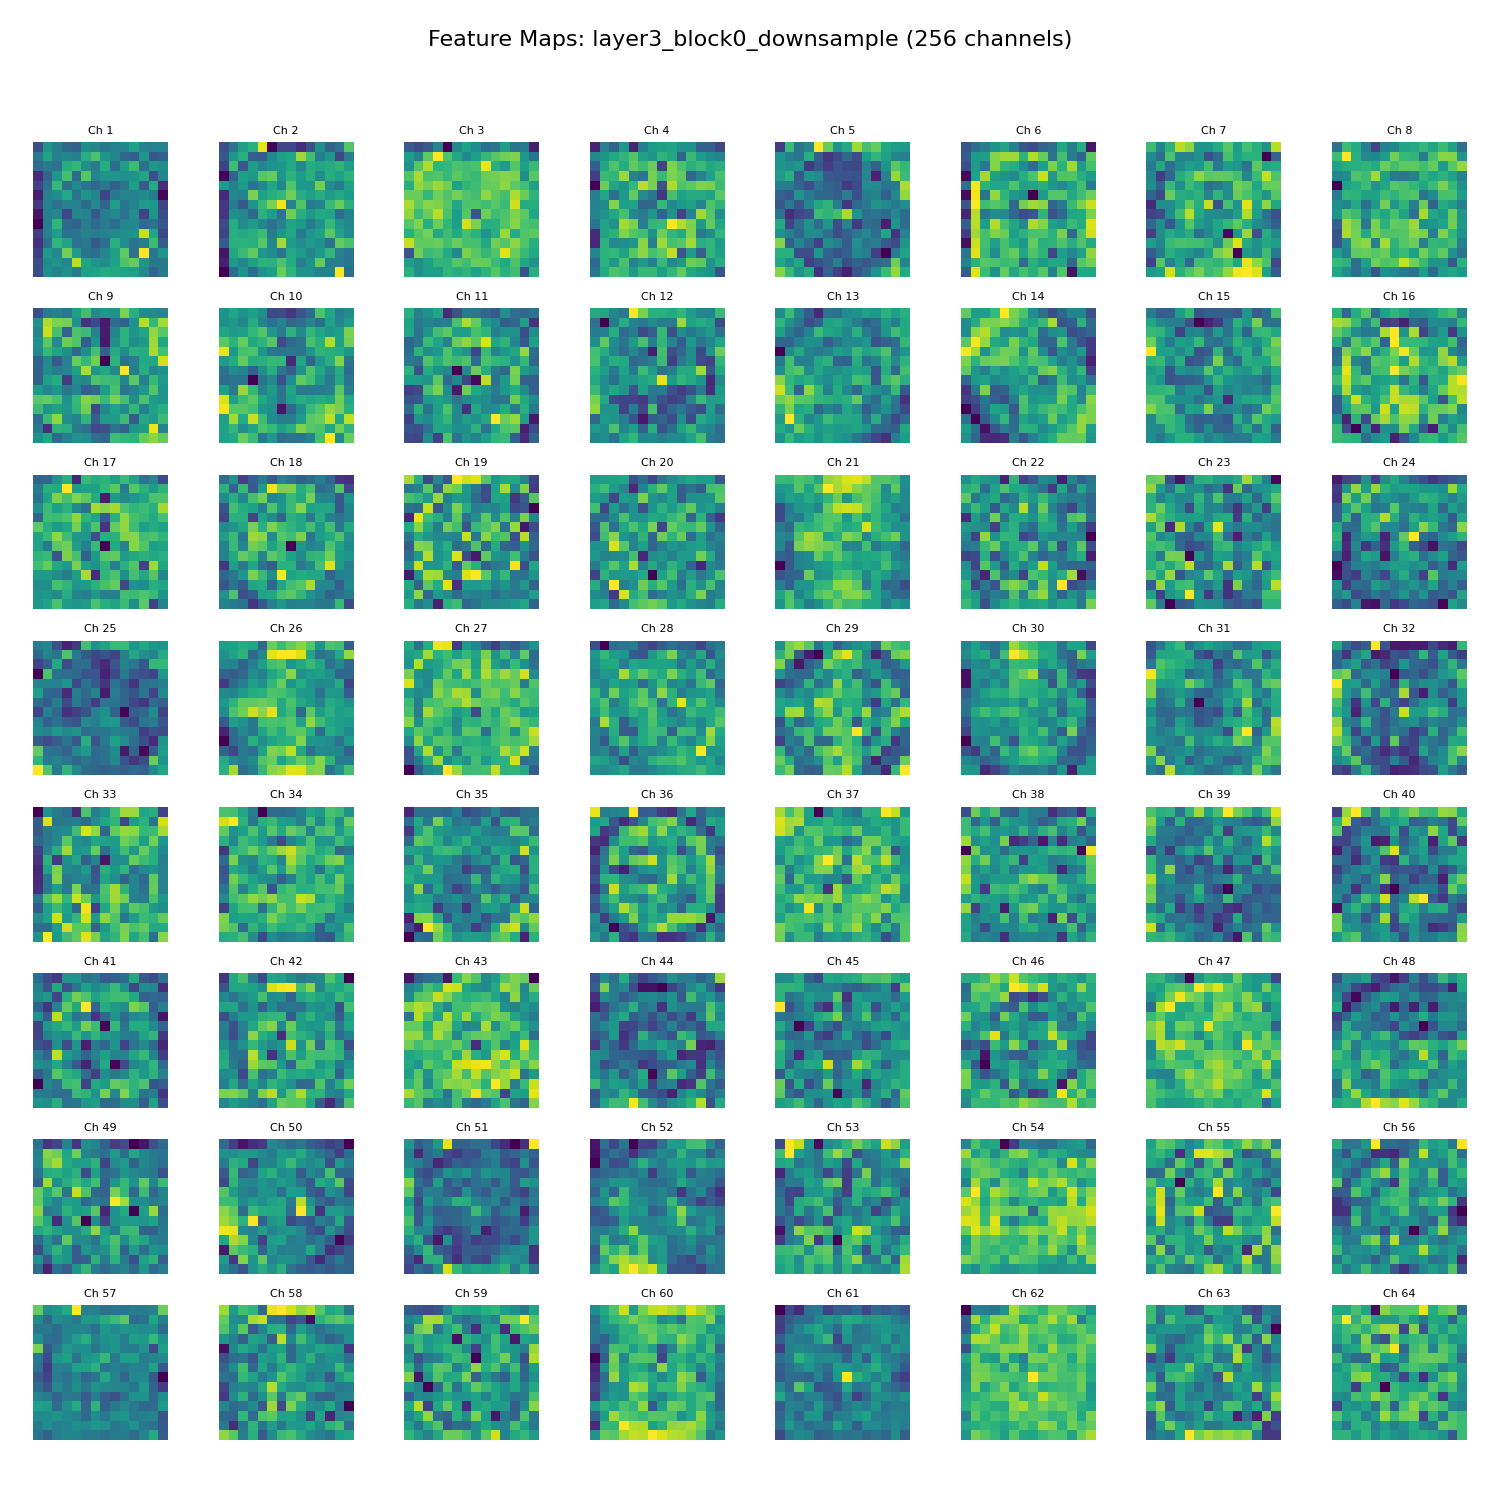 Feature Maps: layer3_block0_downsample (256 channels)
Ch 1 Ch 2 Ch 3 Ch 4 Ch 5 Ch 6 Ch 7 Ch 8
Ch 9 Ch 10 Ch 11 Ch 12 Ch 13 Ch 14 Ch 15 Ch 16
Ch 17 Ch 18 Ch 19 Ch 20 Ch 21 Ch 22 Ch 23 Ch 24
Ch 25 Ch 26 Ch 27 Ch 28 Ch 29 Ch 30 Ch 31 Ch 32
Ch 33 Ch 34 Ch 35 Ch 36 Ch 37 Ch 38 Ch 39 Ch 40
Ch 41 Ch 42 Ch 43 Ch 44 Ch 45 Ch 46 Ch 47 Ch 48
Ch 49 Ch 50 Ch 51 Ch 52 Ch 53 Ch 54 Ch 55 Ch 56
Ch 57 Ch 58 Ch 59 Ch 60 Ch 61 Ch 62 Ch 63 Ch 64